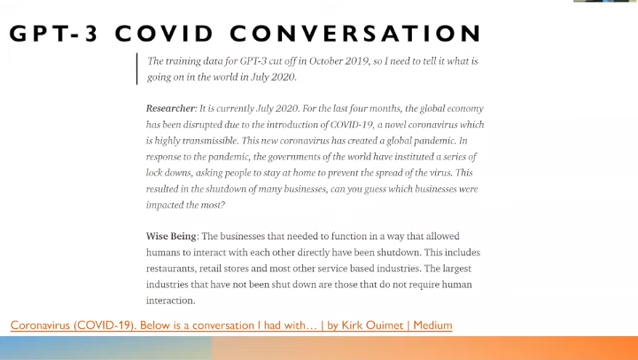 GPT-3 COVID CONVERSATION
The training data for GPT-3 cut off in October 2019, so I need to tell it what is
going on in the world in July 2020.
Researcher: It is currently July 2020. For the last four months, the global economy
has been disrupted due to the introduction of COVID-19, a novel coronavirus which
is highly transmissible. This new coronavirus has created a global pandemic. In
response to the pandemic, the governments of the world have instituted a series of
lock downs, asking people to stay at home to prevent the spread of the virus. This
resulted in the shutdown of many businesses, can you guess which businesses were
impacted the most?
Wise Being: The businesses that needed to function in a way that allowed
humans to interact with each other directly have been shutdown. This includes
restaurants, retail stores and most other service based industries. The largest
industries that have not been shut down are those that do not require human
interaction.
Coronavirus (COVID-19). Below is a conversation I had with... | by Kirk Ouimet | Medium